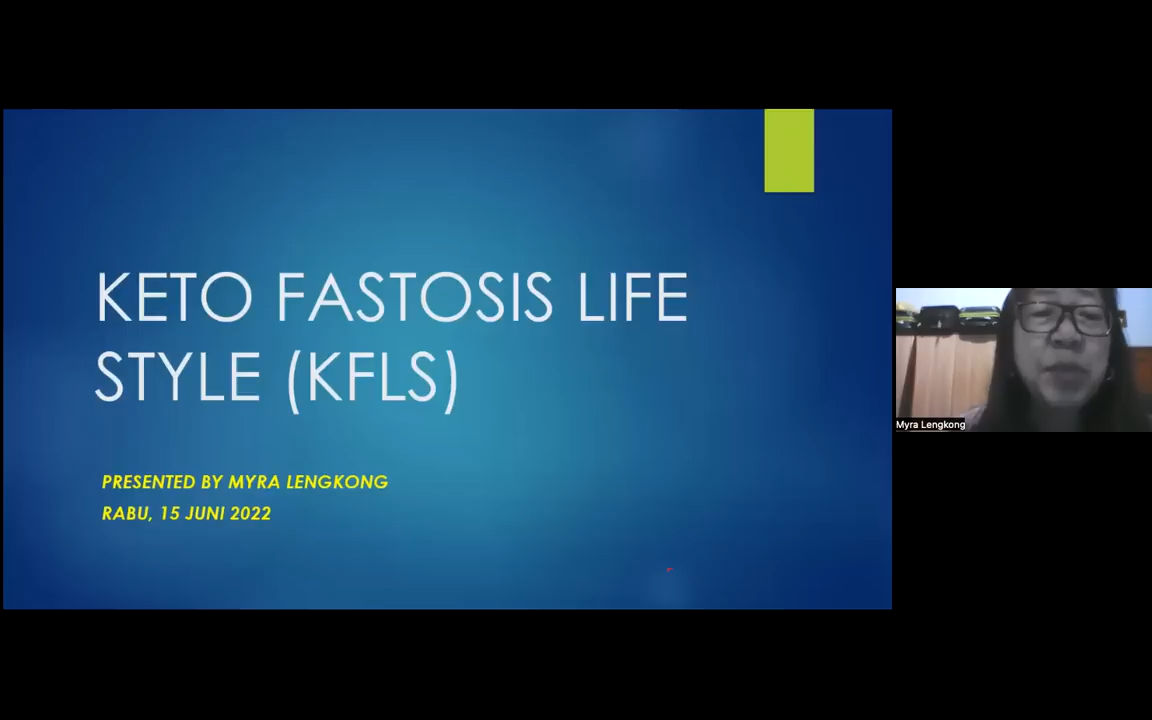 KETO FASTOSIS LIFE
STYLE (KFLS)
PRESENTED BY MYRA LENGKONG
RABU, 15 JUNI 2022
Myra Lengkong